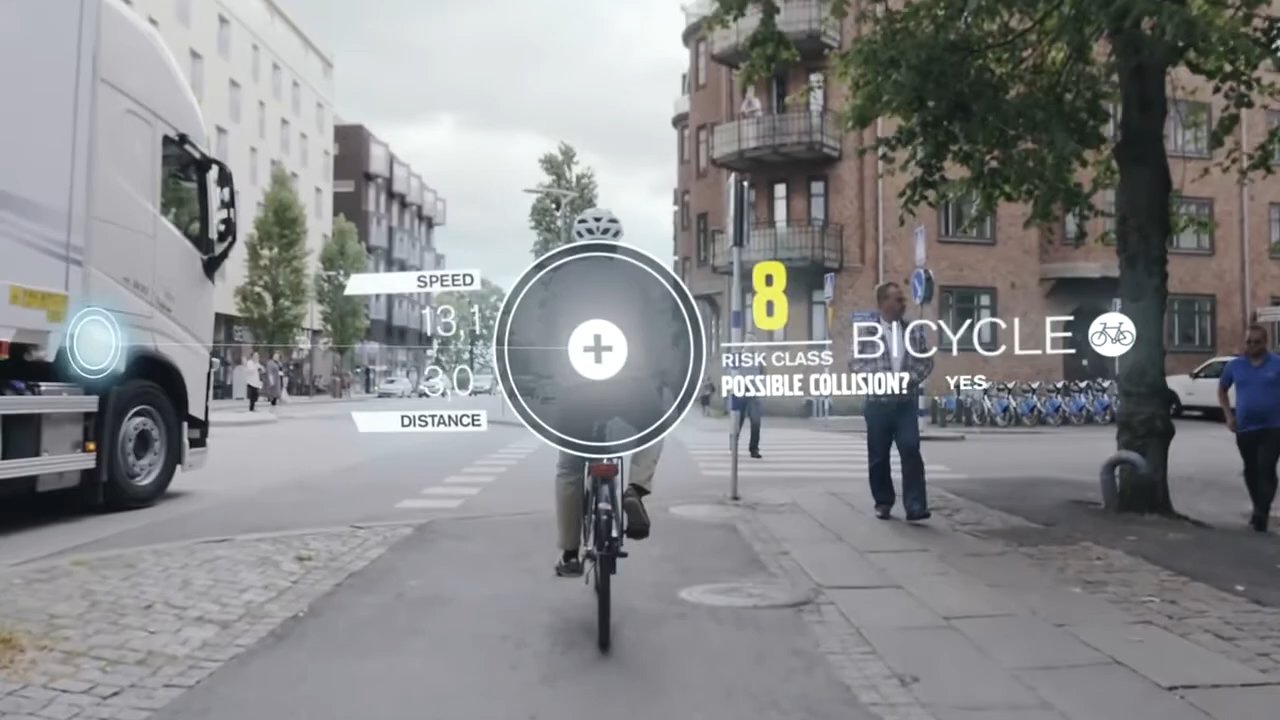 SPEED
13,1
3,0
DISTANCE
8
RISK CLASS
BICYCLE
POSSIBLE COLLISION?
YES